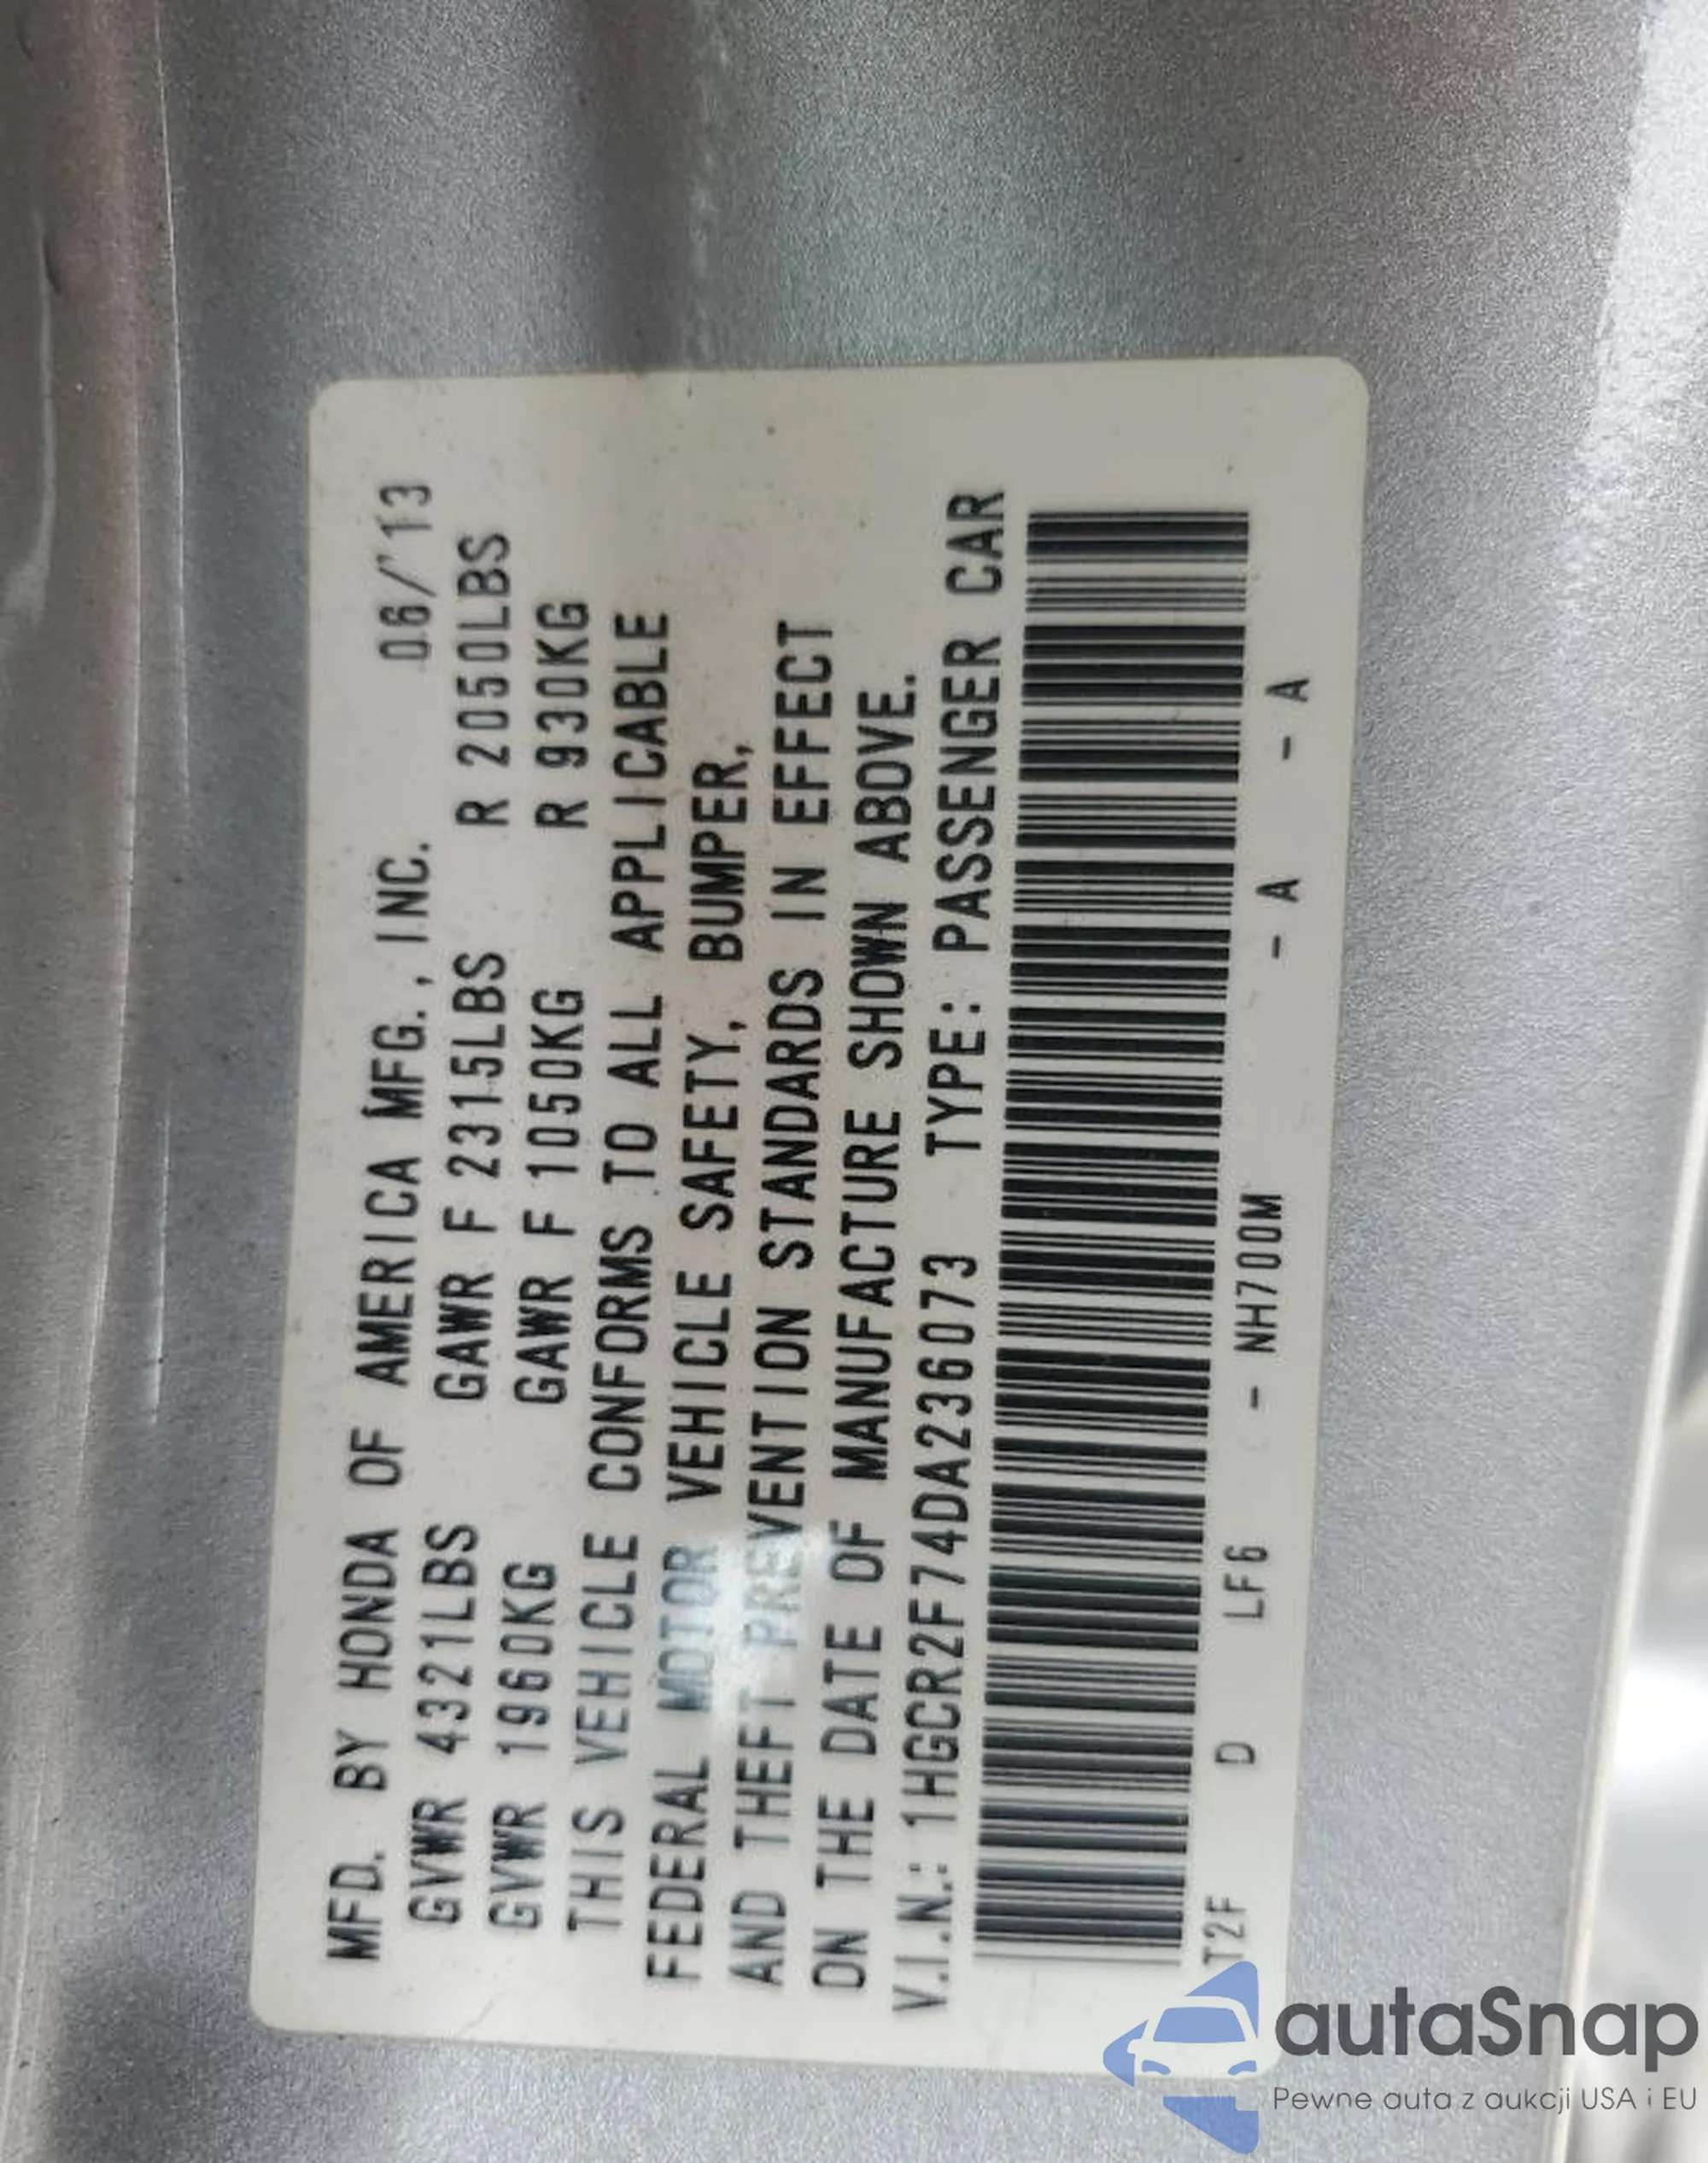 MFD. BY HONDA OF AMERICA MFG., INC. 06/'13
GVWR 4321LBS GAWR F 2315LBS R 2050LBS
GVWR 1960KG GAWR F 1050KG R 930KG
THIS VEHICLE CONFORMS TO ALL APPLICABLE
FEDERAL MOTOR VEHICLE SAFETY, BUMPER,
AND THEFT PREVENTION STANDARDS IN EFFECT
ON THE DATE OF MANUFACTURE SHOWN ABOVE.
V.I.N.: 1HGCR2F74DA236073 TYPE: PASSENGER CAR
T2F D LF6 - NH700M - A - A
autaSnap
Pewne auta z aukcji USA i EU